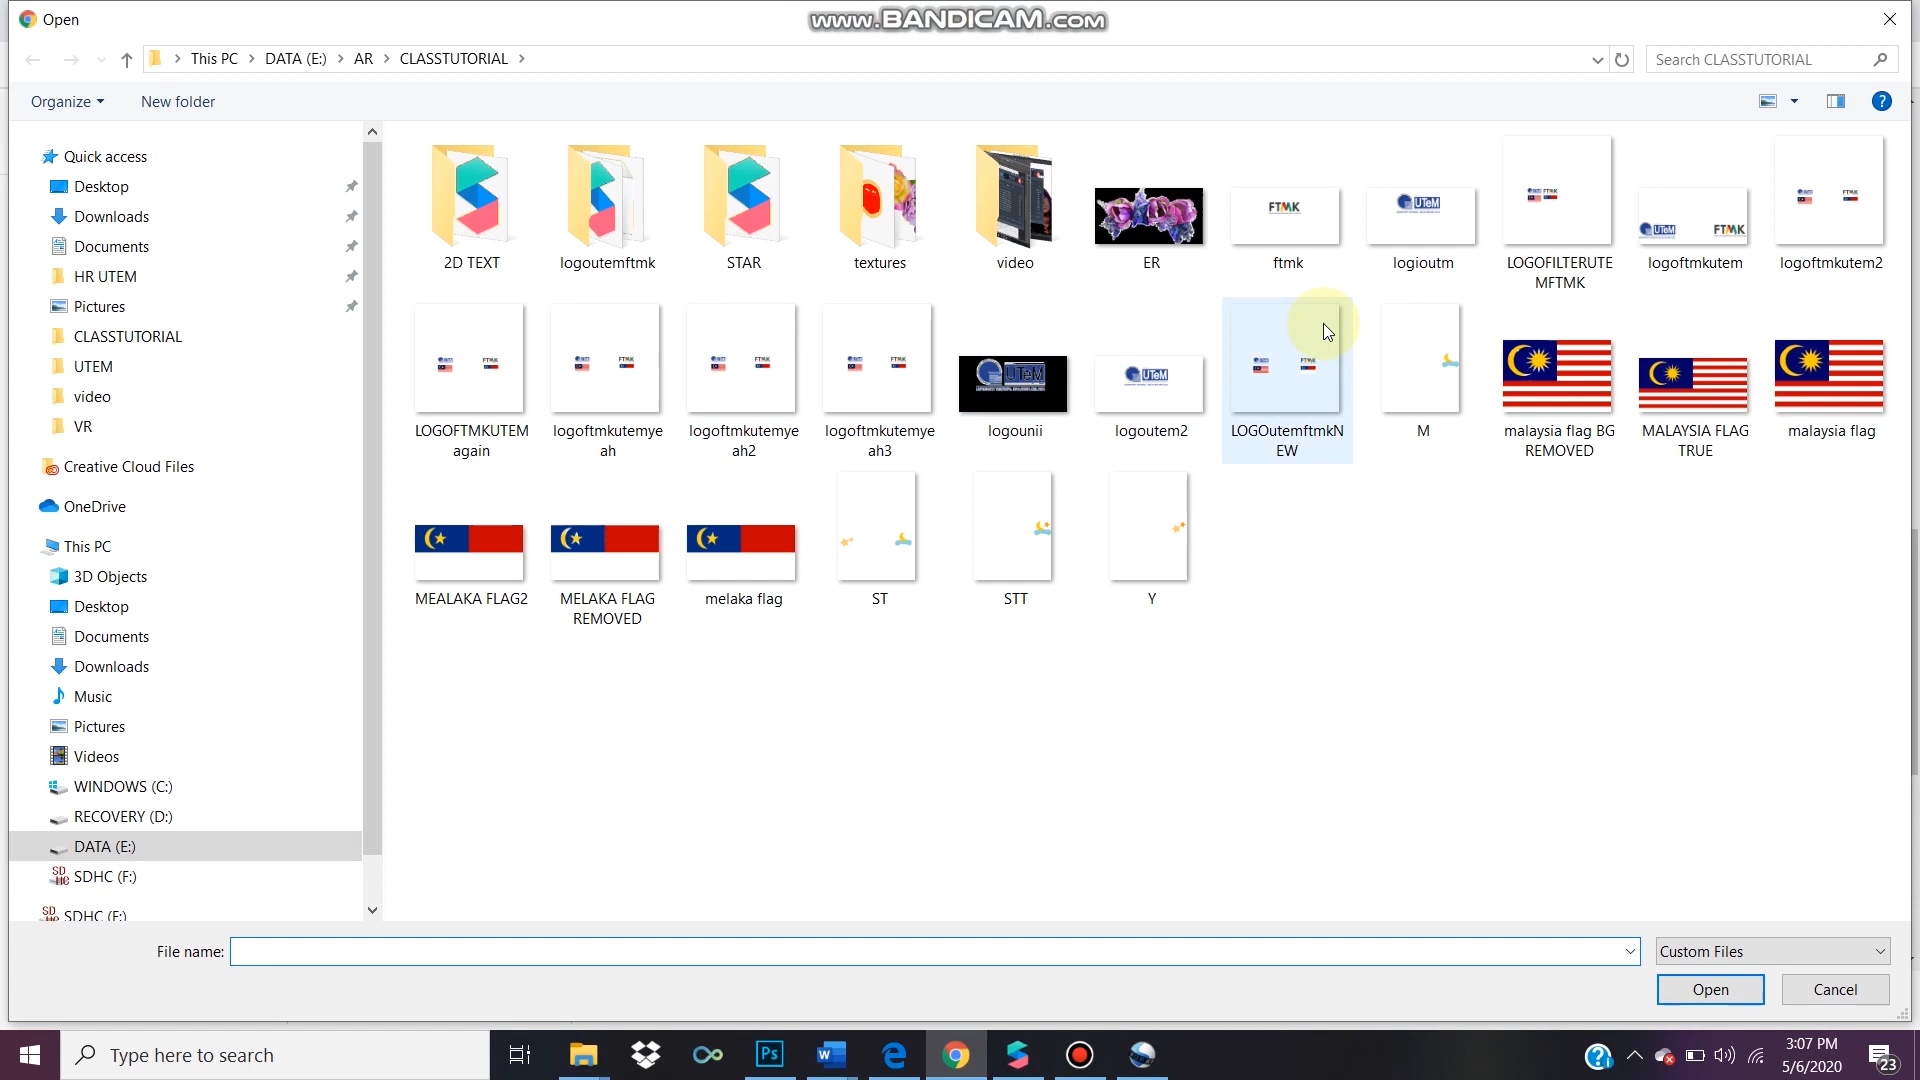 Open
www.BANDICAM.com
This PC
DATA (E:)
AR
CLASSTUTORIAL
Search CLASSTUTORIAL
Organize
New folder
Quick access
Desktop
Downloads
Documents
HR UTEM
Pictures
CLASSTUTORIAL
UTEM
video
VR
Creative Cloud Files
OneDrive
This PC
3D Objects
Desktop
Documents
Downloads
Music
Pictures
Videos
WINDOWS (C:)
RECOVERY (D:)
DATA (E:)
SDHC (F:)
SDHC (F:)
FTMK
UTeM
UTeM
FTMK
2D TEXT
logoutemftmk
STAR
textures
video
ER
ftmk
logioutm
LOGOFILTERUTE
MFTMK
logoftmkutem
logoftmkutem2
UTeM
UTeM
LOGOFTMKUTEM
again
logoftmkutemye
ah
logoftmkutemye
ah2
logoftmkutemye
ah3
logounii
logoutem2
LOGOutemftmkN
EW
M
malaysia flag BG
REMOVED
MALAYSIA FLAG
TRUE
malaysia flag
MEALAKA FLAG2
MELAKA FLAG
REMOVED
melaka flag
ST
STT
Y
File name:
Custom Files
Open
Cancel
Type here to search
Ps
3:07 PM
5/6/2020
23